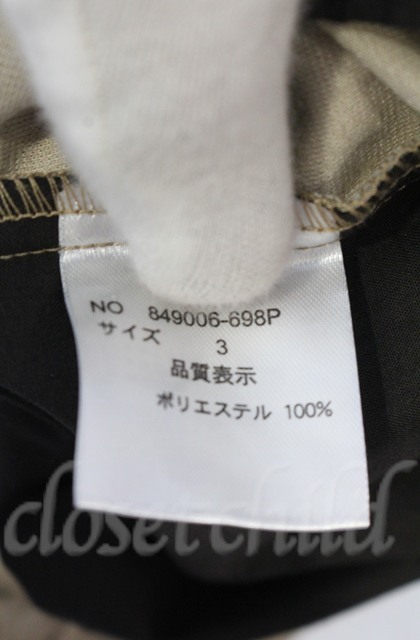 NO 849006-698P
サイズ 3
品質表示
ポリエステル 100%
closet child